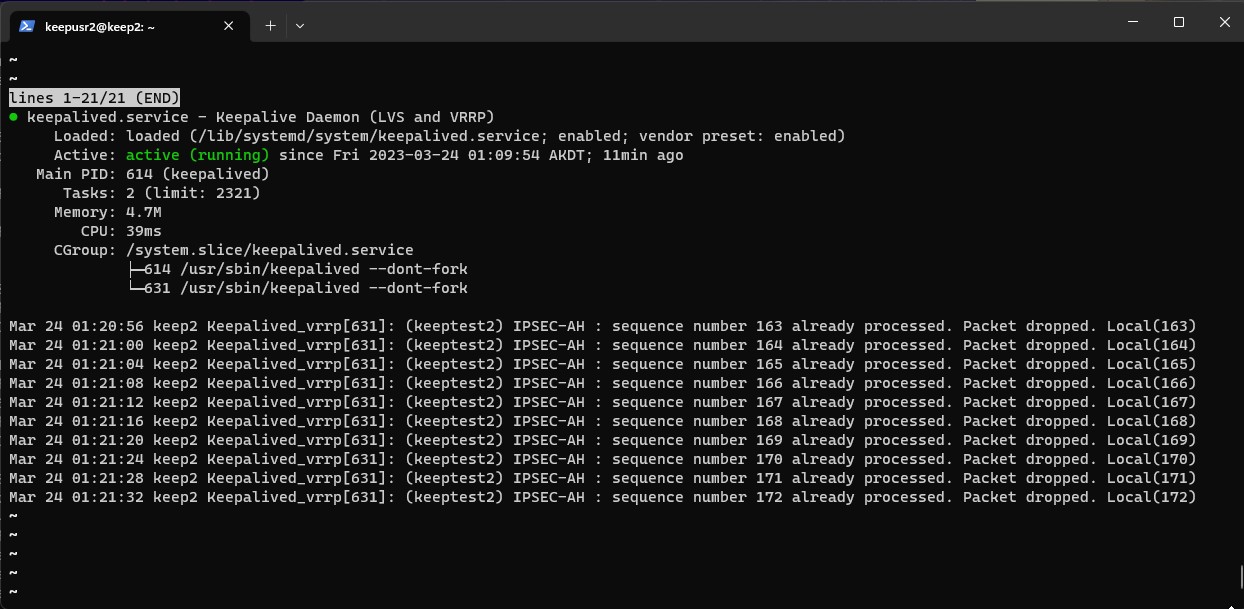 keepusr2@keep2: ~
~
~
lines 1-21/21 (END)
● keepalived.service - Keepalive Daemon (LVS and VRRP)
Loaded: loaded (/lib/systemd/system/keepalived.service; enabled; vendor preset: enabled)
Active: active (running) since Fri 2023-03-24 01:09:54 AKDT; 11min ago
Main PID: 614 (keepalived)
Tasks: 2 (limit: 2321)
Memory: 4.7M
CPU: 39ms
CGroup: /system.slice/keepalived.service
├─614 /usr/sbin/keepalived --dont-fork
└─631 /usr/sbin/keepalived --dont-fork
Mar 24 01:20:56 keep2 Keepalived_vrrp[631]: (keeptest2) IPSEC-AH : sequence number 163 already processed. Packet dropped. Local(163)
Mar 24 01:21:00 keep2 Keepalived_vrrp[631]: (keeptest2) IPSEC-AH : sequence number 164 already processed. Packet dropped. Local(164)
Mar 24 01:21:04 keep2 Keepalived_vrrp[631]: (keeptest2) IPSEC-AH : sequence number 165 already processed. Packet dropped. Local(165)
Mar 24 01:21:08 keep2 Keepalived_vrrp[631]: (keeptest2) IPSEC-AH : sequence number 166 already processed. Packet dropped. Local(166)
Mar 24 01:21:12 keep2 Keepalived_vrrp[631]: (keeptest2) IPSEC-AH : sequence number 167 already processed. Packet dropped. Local(167)
Mar 24 01:21:16 keep2 Keepalived_vrrp[631]: (keeptest2) IPSEC-AH : sequence number 168 already processed. Packet dropped. Local(168)
Mar 24 01:21:20 keep2 Keepalived_vrrp[631]: (keeptest2) IPSEC-AH : sequence number 169 already processed. Packet dropped. Local(169)
Mar 24 01:21:24 keep2 Keepalived_vrrp[631]: (keeptest2) IPSEC-AH : sequence number 170 already processed. Packet dropped. Local(170)
Mar 24 01:21:28 keep2 Keepalived_vrrp[631]: (keeptest2) IPSEC-AH : sequence number 171 already processed. Packet dropped. Local(171)
Mar 24 01:21:32 keep2 Keepalived_vrrp[631]: (keeptest2) IPSEC-AH : sequence number 172 already processed. Packet dropped. Local(172)
~
~
~
~
~